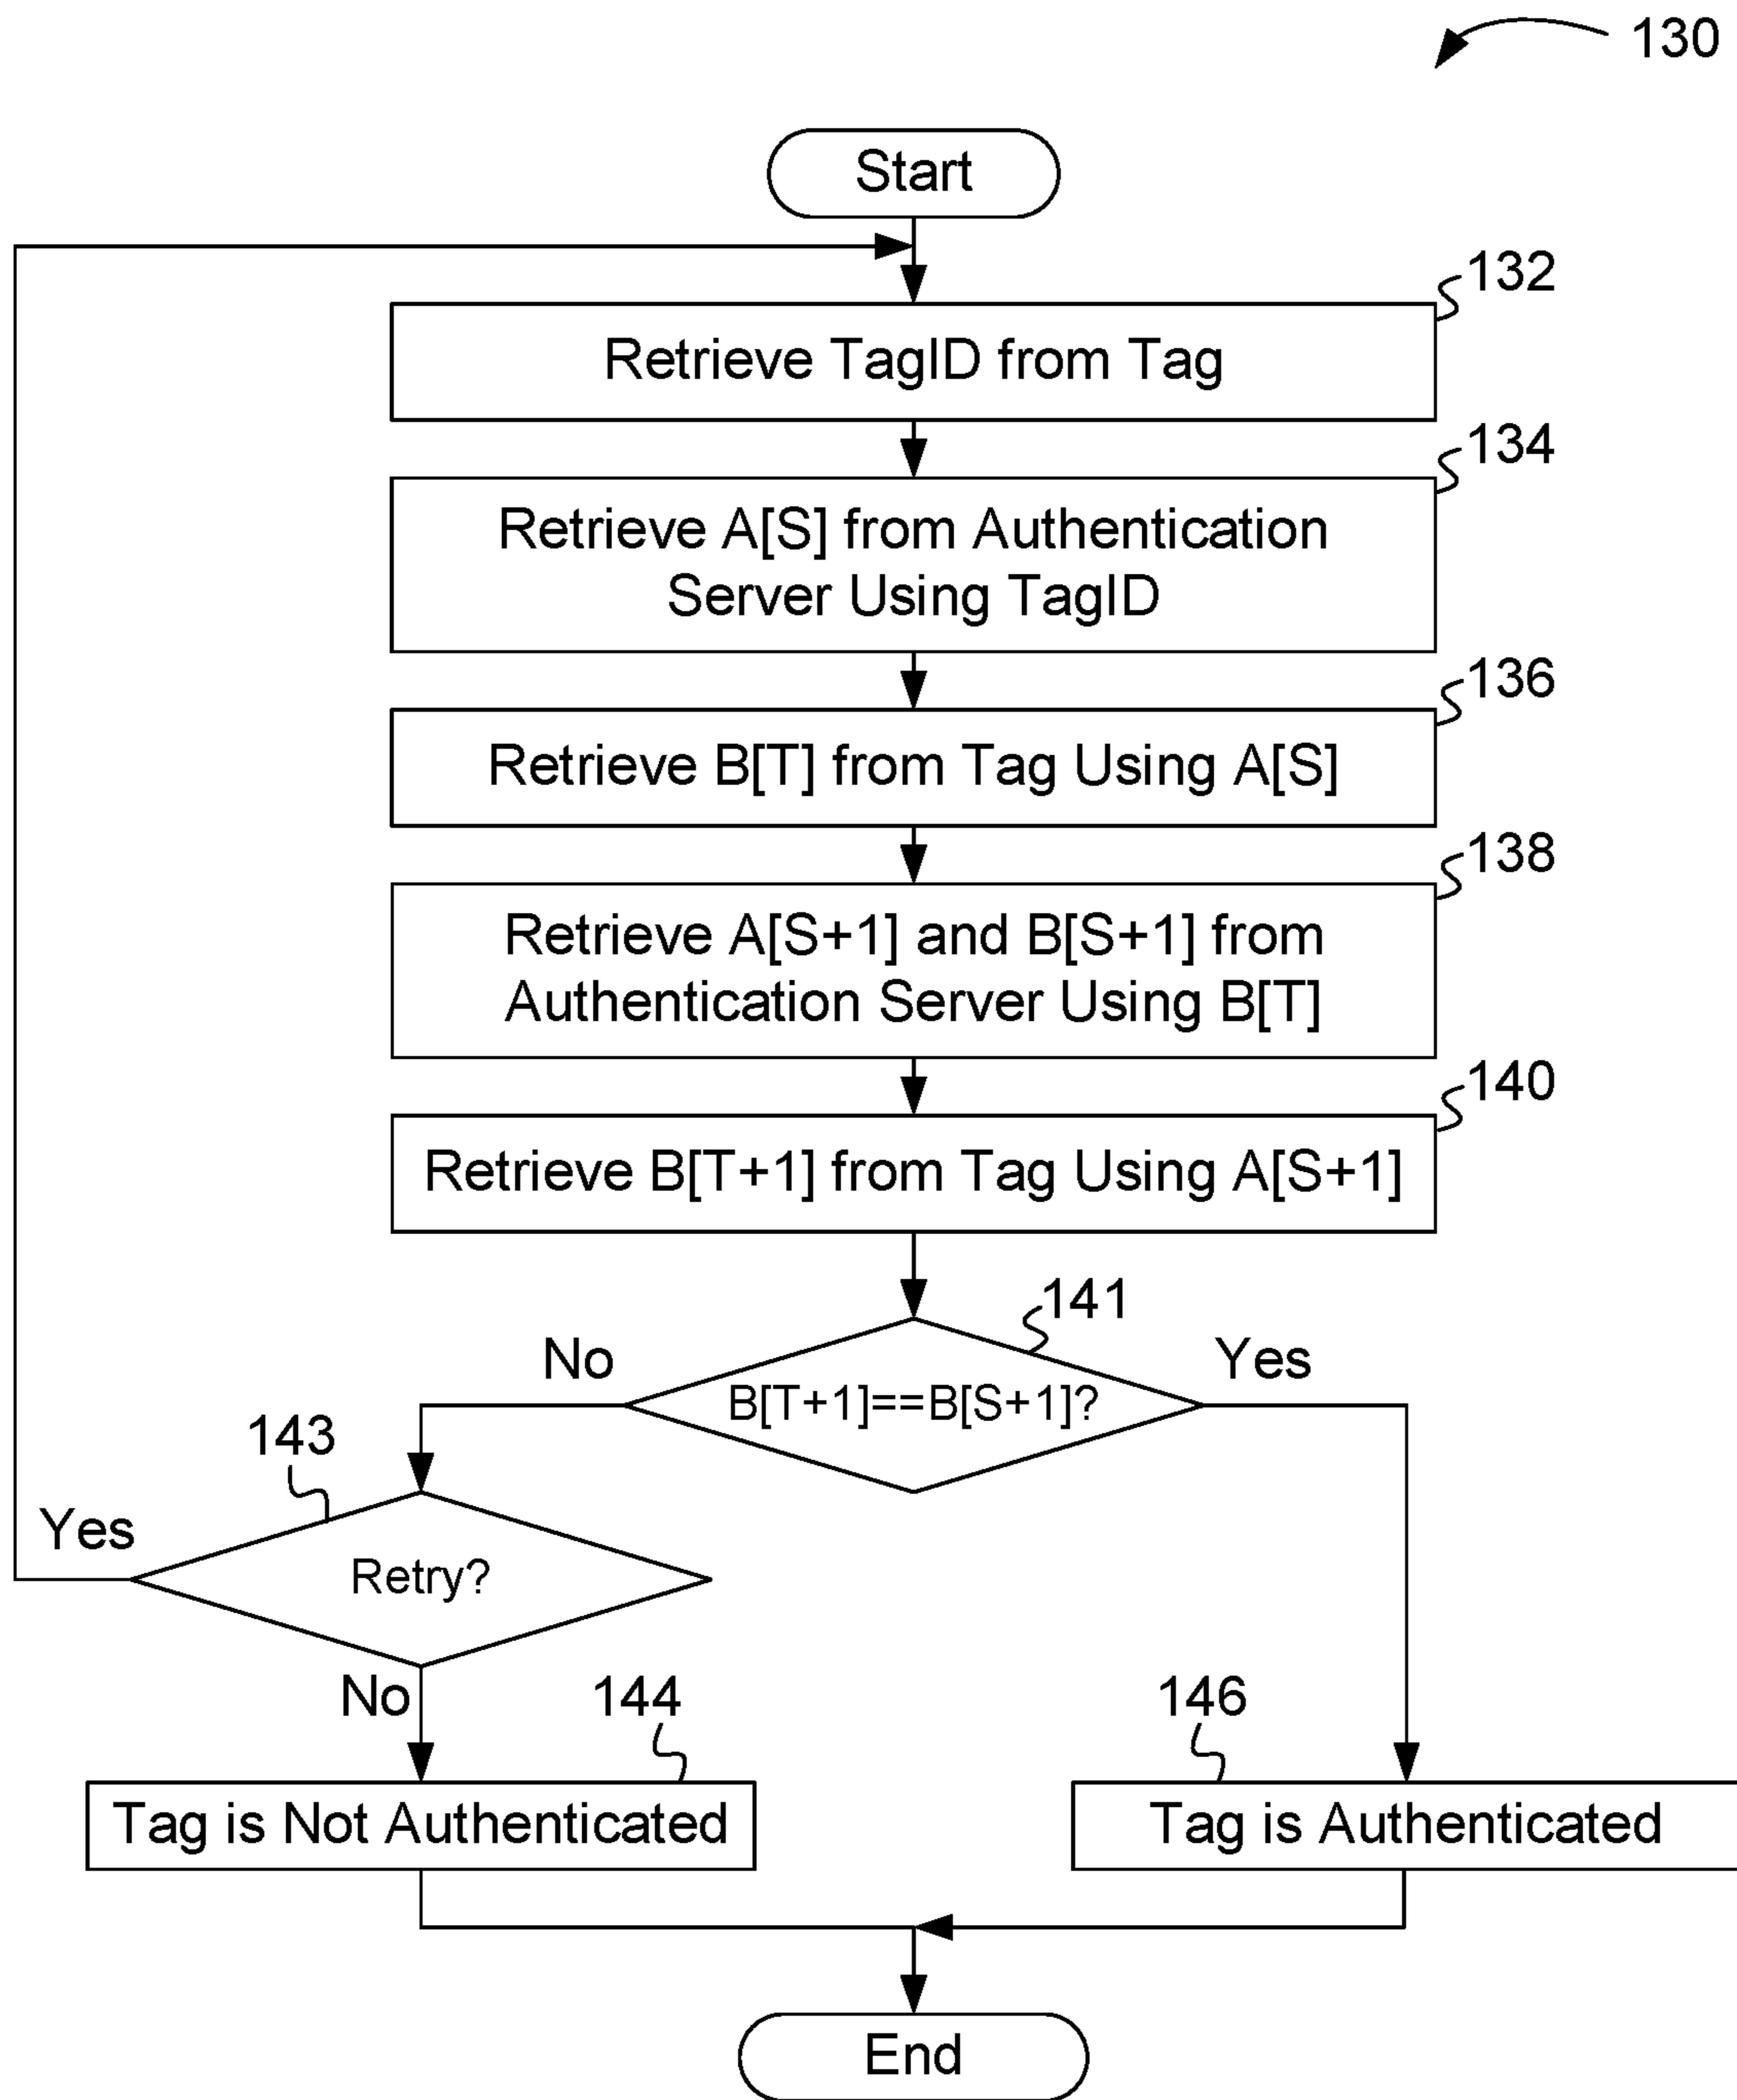 130
Start
132
Retrieve TagID from Tag
134
Retrieve A[S] from Authentication
Server Using TagID
136
Retrieve B[T] from Tag Using A[S]
138
Retrieve A[S+1] and B[S+1] from
Authentication Server Using B[T]
140
Retrieve B[T+1] from Tag Using A[S+1]
141
No
Yes
B[T+1]==B[S+1]?
143
Yes
Retry?
No
144
146
Tag is Not Authenticated
Tag is Authenticated
End